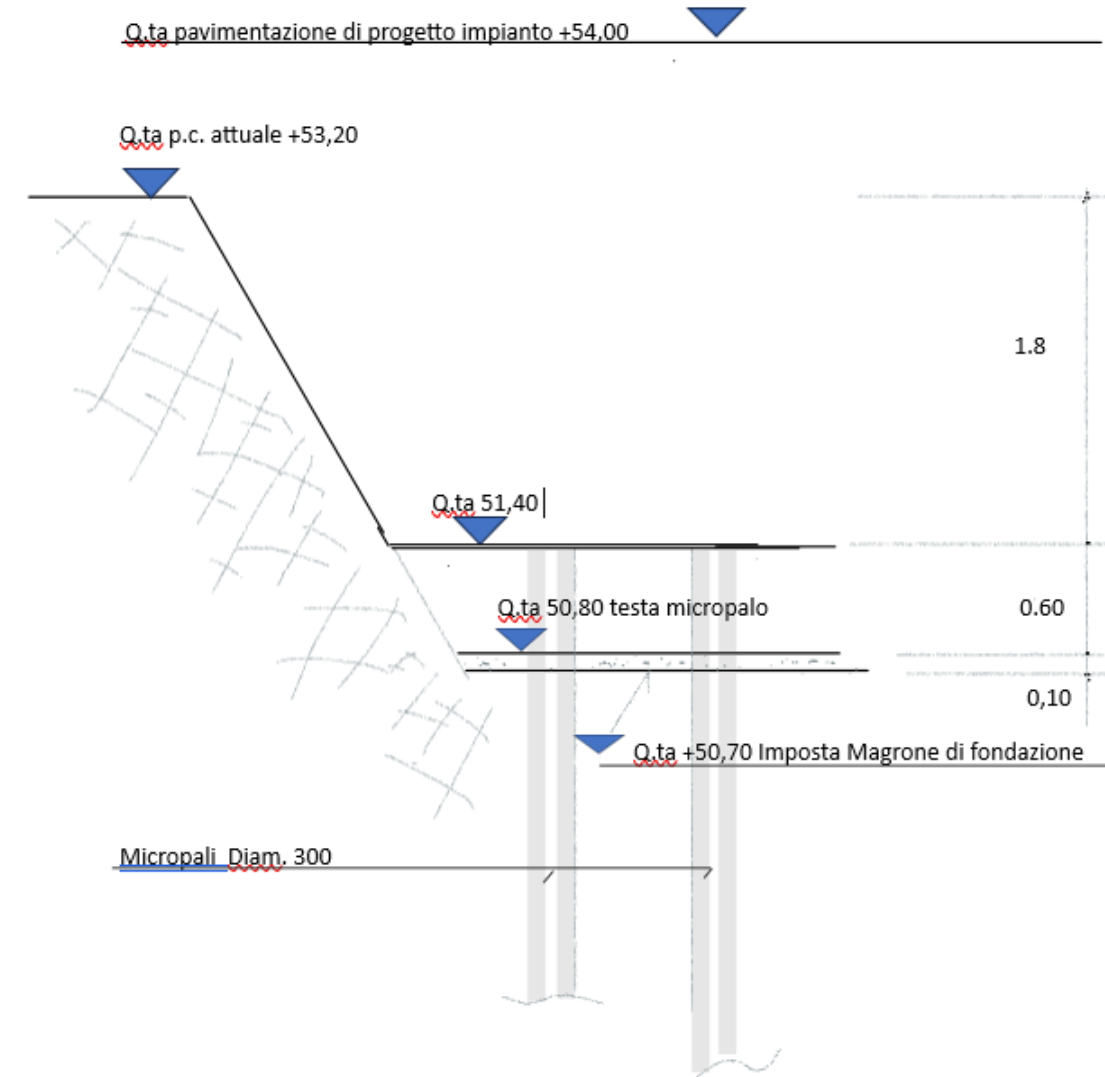 Q.ta pavimentazione di progetto impianto +54,00
Q.ta p.c. attuale +53,20
1.8
Q.ta 51,40
Q.ta 50,80 testa micropalo
0.60
0,10
Q.ta +50,70 Imposta Magrone di fondazione
Micropali Diam. 300